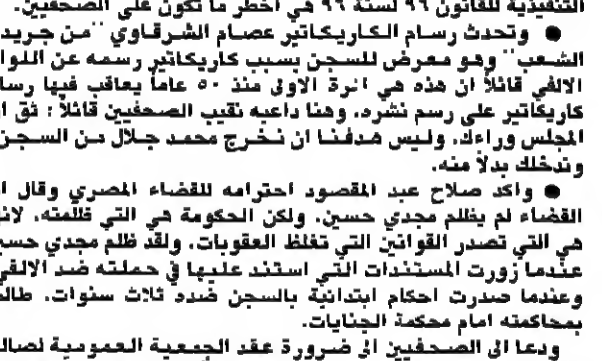 التنفيذية للقانون ٩٦ لسنة ٩٦ هي أخطر ما تكون على الصحفيين.
● وتحدث رسام الكاريكاتير عصام الشرقاوي "من جريد
الشعب" وهو معرض للسجن بسبب كاريكاتير رسمه عن اللوا
الالفي قائلاً ان هذه هي المرة الاولى منذ ٥٠ عاماً يعاقب فيها رسا
كاريكاتير على رسم نشره، وهنا داعبه نقيب الصحفيين قائلاً : ثق ا
المجلس وراءك، وليس هدفنا ان نخرج محمد جلال من السجن
وندخلك بدلاً منه.
● واكد صلاح عبد المقصود احترامه للقضاء المصري وقال ا
القضاء لم يظلم مجدي حسين، ولكن الحكومة هي التي ظلمته، لانه
هي التي تصدر القوانين التي تغلظ العقوبات، ولقد ظلم مجدي حسي
عندما زورت المستندات التي استند عليها في حملته ضد الالفي
وعندما صدرت احكام ابتدائية بالسجن ضده ثلاث سنوات، طالـ
بمحاكمته امام محكمة الجنايات.
ودعا الى الصحفيين الى ضرورة عقد الجمعية العمومية لصالـ